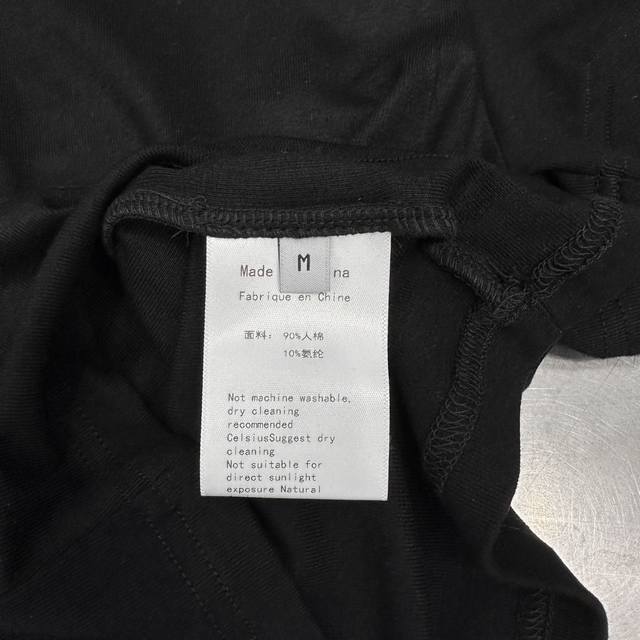 M
Made na
Fabrique en Chine
面料: 90%人棉
10%氨纶
Not machine washable,
dry cleaning
recommended
CelsiusSuggest dry
cleaning
Not suitable for
direct sunlight
exposure Natural